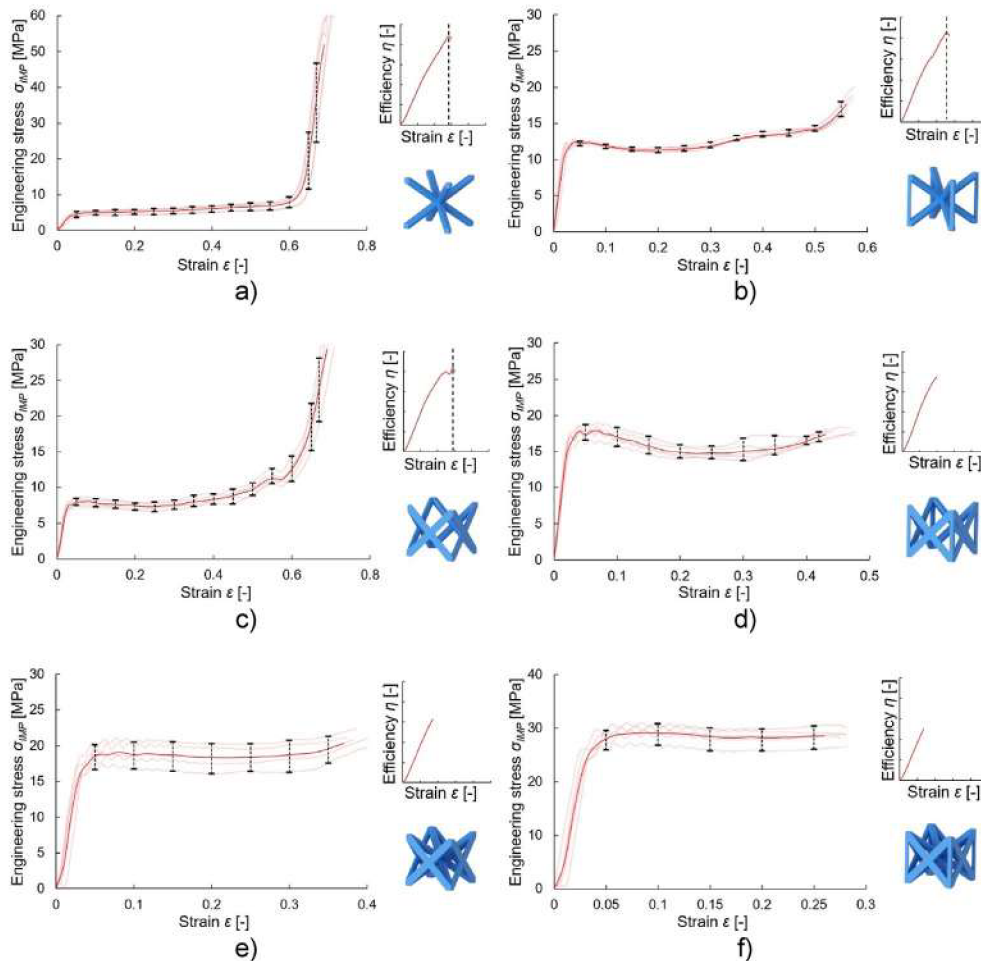 60
50
40
30
20
10
0
0 0.2 0.4 0.6 0.8
Engineering stress σIMP [MPa]
Strain ε [-]
Efficiency η [-]
Strain ε [-]
a)
30
25
20
15
10
5
0
0 0.1 0.2 0.3 0.4 0.5 0.6
Engineering stress σIMP [MPa]
Strain ε [-]
Efficiency η [-]
Strain ε [-]
b)
30
25
20
15
10
5
0
0 0.2 0.4 0.6 0.8
Engineering stress σIMP [MPa]
Strain ε [-]
Efficiency η [-]
Strain ε [-]
c)
30
25
20
15
10
5
0
0 0.1 0.2 0.3 0.4 0.5
Engineering stress σIMP [MPa]
Strain ε [-]
Efficiency η [-]
Strain ε [-]
d)
30
25
20
15
10
5
0
0 0.1 0.2 0.3 0.4
Engineering stress σIMP [MPa]
Strain ε [-]
Efficiency η [-]
Strain ε [-]
e)
40
30
20
10
0
0 0.05 0.1 0.15 0.2 0.25 0.3
Engineering stress σIMP [MPa]
Strain ε [-]
Efficiency η [-]
Strain ε [-]
f)